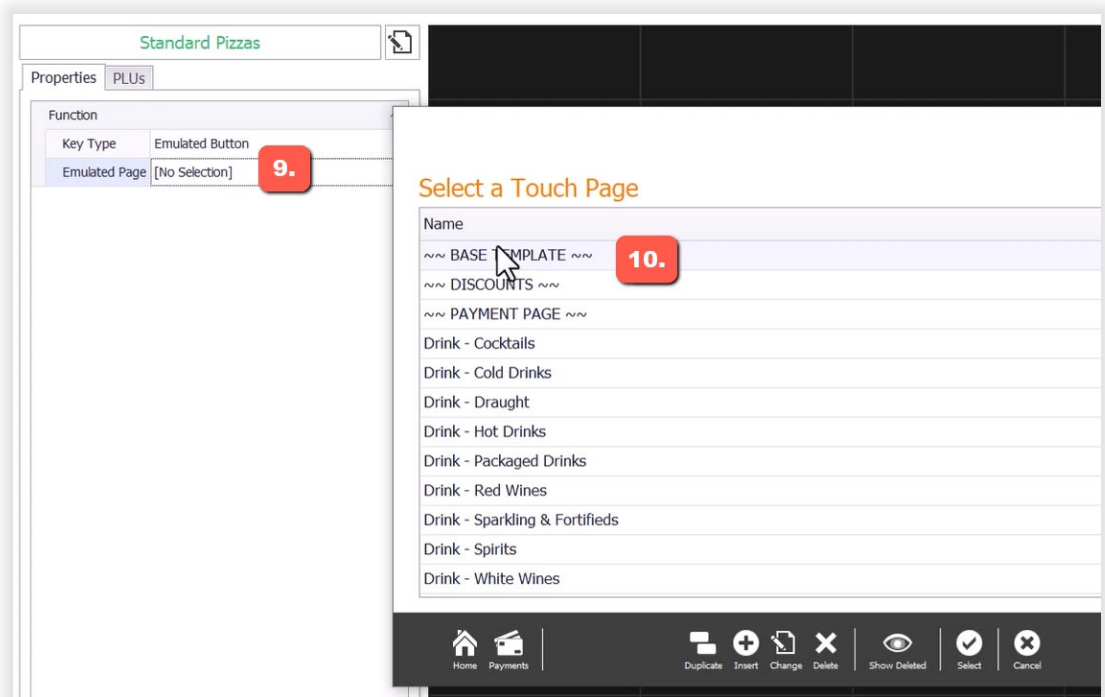 Standard Pizzas
Properties PLUs
Function
Key Type Emulated Button
Emulated Page [No Selection] 9.
Select a Touch Page
Name
~~ BASE TEMPLATE ~~ 10.
~~ DISCOUNTS ~~
~~ PAYMENT PAGE ~~
Drink - Cocktails
Drink - Cold Drinks
Drink - Draught
Drink - Hot Drinks
Drink - Packaged Drinks
Drink - Red Wines
Drink - Sparkling & Fortifieds
Drink - Spirits
Drink - White Wines
Home Payments Duplicate Insert Change Delete Show Deleted Select Cancel